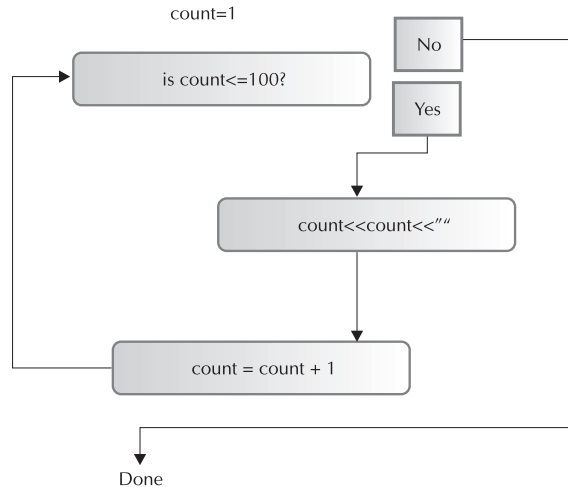 count=1
No
is count<=100?
Yes
count<<count<<”“
count = count + 1
Done